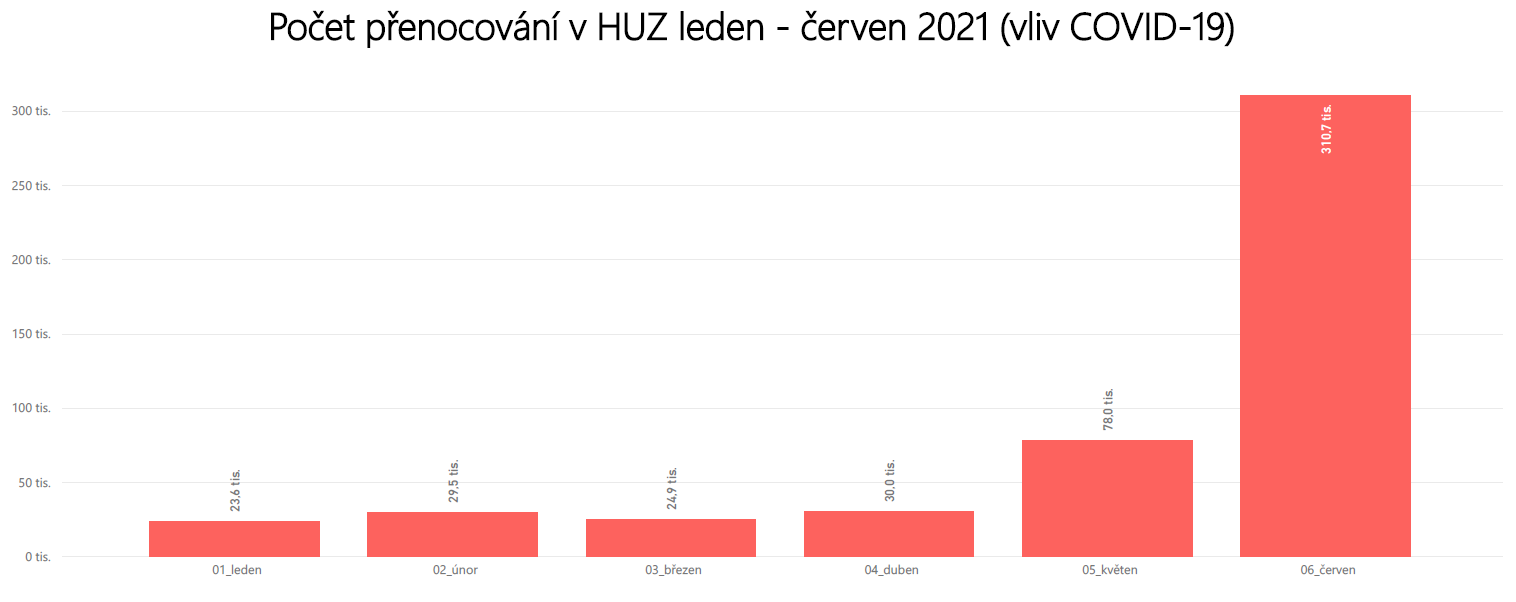 Počet přenocování v HUZ leden - červen 2021 (vliv COVID-19)
300 tis.
250 tis.
200 tis.
150 tis.
100 tis.
50 tis.
0 tis.
23,6 tis.
29,5 tis.
24,9 tis.
30,0 tis.
78,0 tis.
310,7 tis.
01_leden
02_únor
03_březen
04_duben
05_květen
06_červen